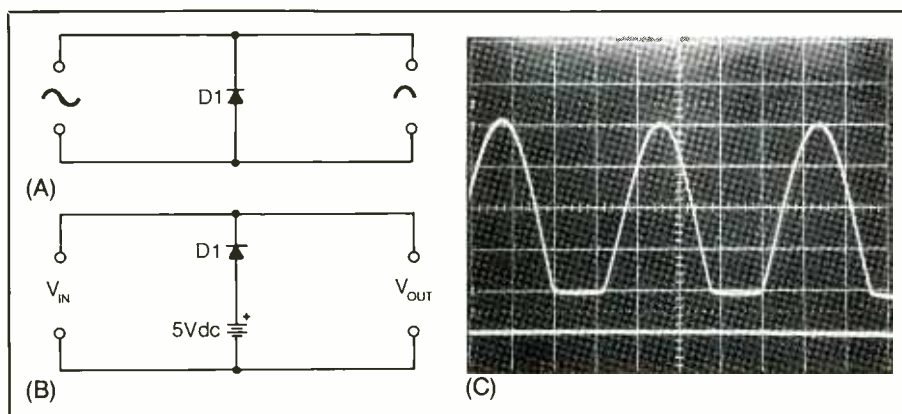 D1
(A)
D1
V_IN
V_OUT
+
5Vdc
(B)
(C)